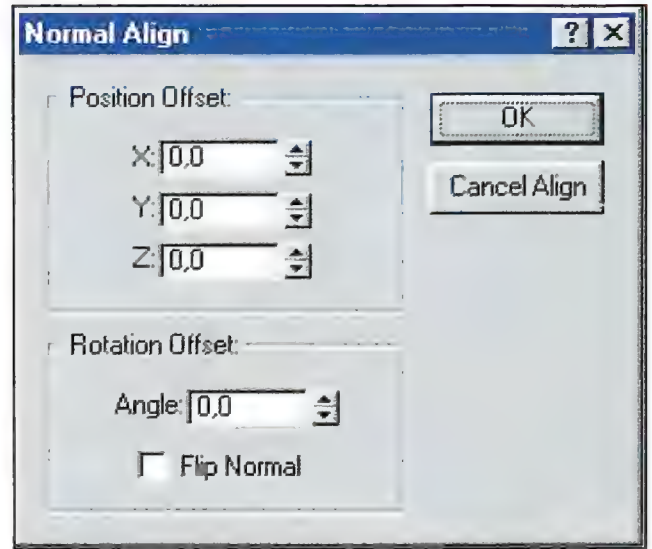 Normal Align
Position Offset:
X: 0,0
Y: 0,0
Z: 0,0
OK
Cancel Align
Rotation Offset:
Angle: 0,0
Flip Normal